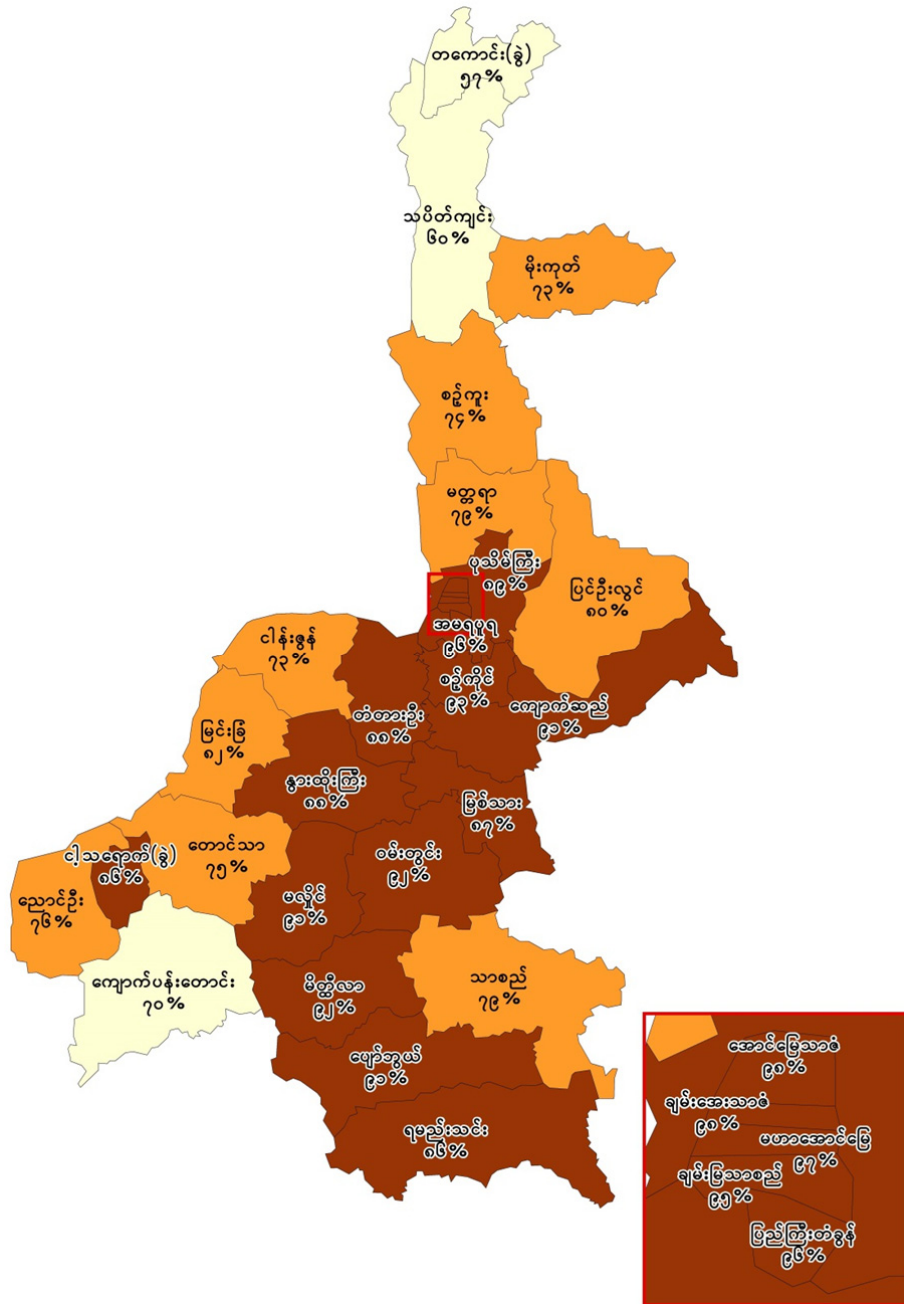 တကောင်း(ခွဲ)
၅၇%
သပိတ်ကျင်း
၆၀%
မိုးကုတ်
၇၃%
စဉ့်ကူး
၇၄%
မတ္တရာ
၇၉%
ပုသိမ်ကြီး
၈၉%
ပြင်ဦးလွင်
၈၀%
အမရပူရ
၉၆%
ငါန်းဇွန်
၇၃%
စဉ့်ကိုင်
၉၃%
ကျောက်ဆည်
၉၁%
တံတားဦး
၈၈%
မြင်းခြံ
၈၂%
နွားထိုးကြီး
၈၈%
မြစ်သား
၈၇%
တောင်သာ
၇၅%
ဝမ်းတွင်း
၉၂%
ငါ့သရောက်(ခွဲ)
၈၆%
ညောင်ဦး
၇၆%
မလှိုင်
၉၁%
ကျောက်ပန်းတောင်း
၇၀%
မိတ္ထီလာ
၉၂%
သာစည်
၇၉%
ပျော်ဘွယ်
၉၁%
ရမည်းသင်း
၈၆%
အောင်မြေသာဇံ
၉၈%
ချမ်းအေးသာဇံ
၉၈%
မဟာအောင်မြေ
၉၇%
ချမ်းမြသာစည်
၉၅%
ပြည်ကြီးတံခွန်
၉၆%